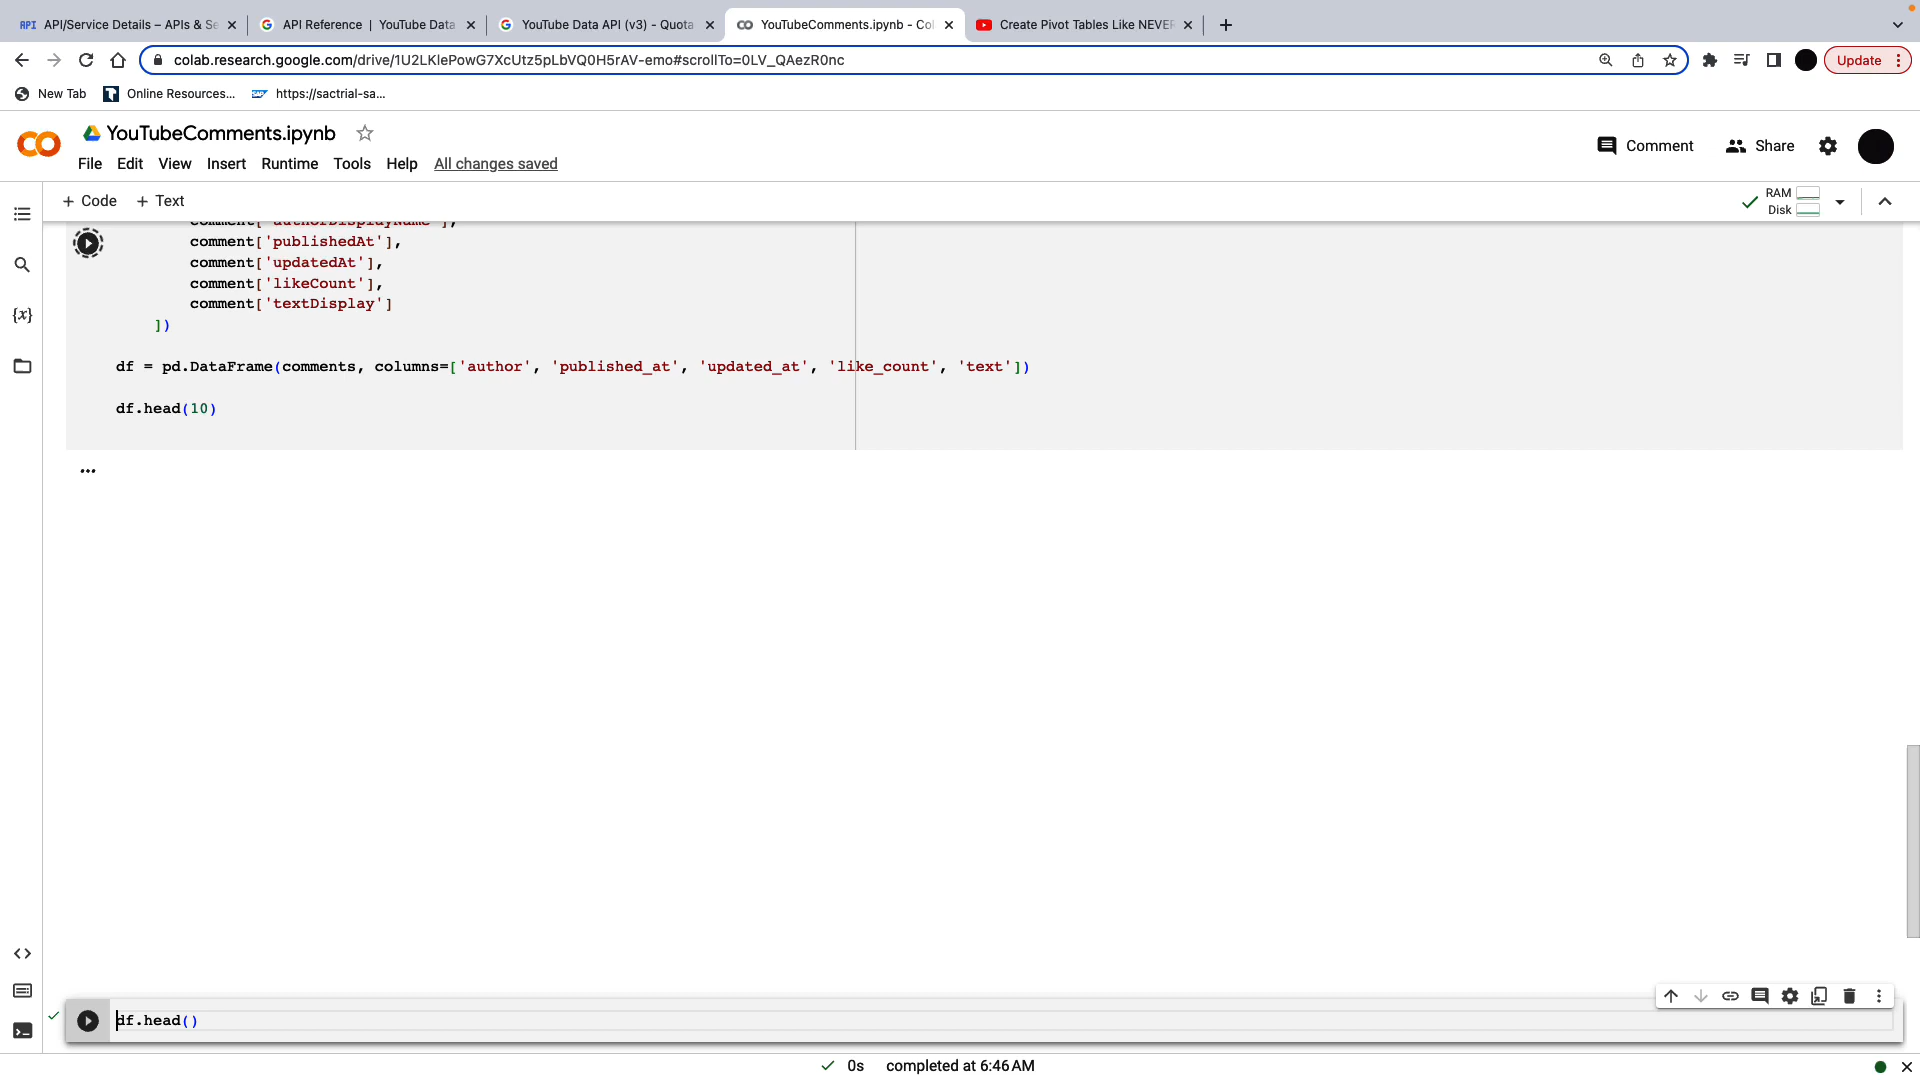 API API/Service Details – APIs & Se
API Reference | YouTube Data
YouTube Data API (v3) - Quota
YouTubeComments.ipynb - Col
Create Pivot Tables Like NEVER
colab.research.google.com/drive/1U2LKlePowG7XcUtz5pLbVQ0H5rAV-emo#scrollTo=0LV_QAezR0nc
Update
New Tab
Online Resources...
https://sactrial-sa...
YouTubeComments.ipynb
File Edit View Insert Runtime Tools Help All changes saved
Comment
Share
+ Code + Text
RAM
Disk
comment['authorDisplayName'],
comment['publishedAt'],
comment['updatedAt'],
comment['likeCount'],
comment['textDisplay']
])
df = pd.DataFrame(comments, columns=['author', 'published_at', 'updated_at', 'like_count', 'text'])
df.head(10)
...
df.head()
0s completed at 6:46 AM